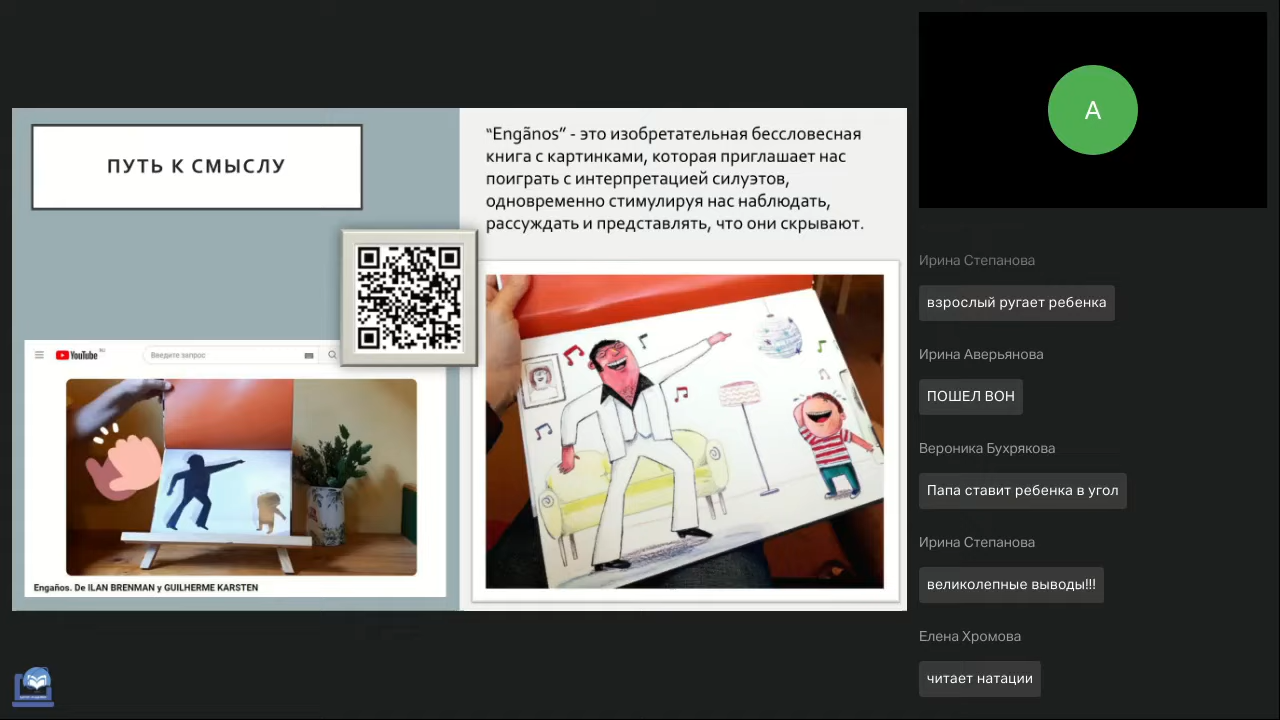 ПУТЬ К СМЫСЛУ
“Engãnos” - это изобретательная бессловесная
книга с картинками, которая приглашает нас
поиграть с интерпретацией силуэтов,
одновременно стимулируя нас наблюдать,
рассуждать и представлять, что они скрывают.
YouTube RU
Введите запрос
Engaños. De ILAN BRENMAN y GUILHERME KARSTEN
А
Ирина Степанова
взрослый ругает ребенка
Ирина Аверьянова
ПОШЕЛ ВОН
Вероника Бухрякова
Папа ставит ребенка в угол
Ирина Степанова
великолепные выводы!!!
Елена Хромова
читает натации